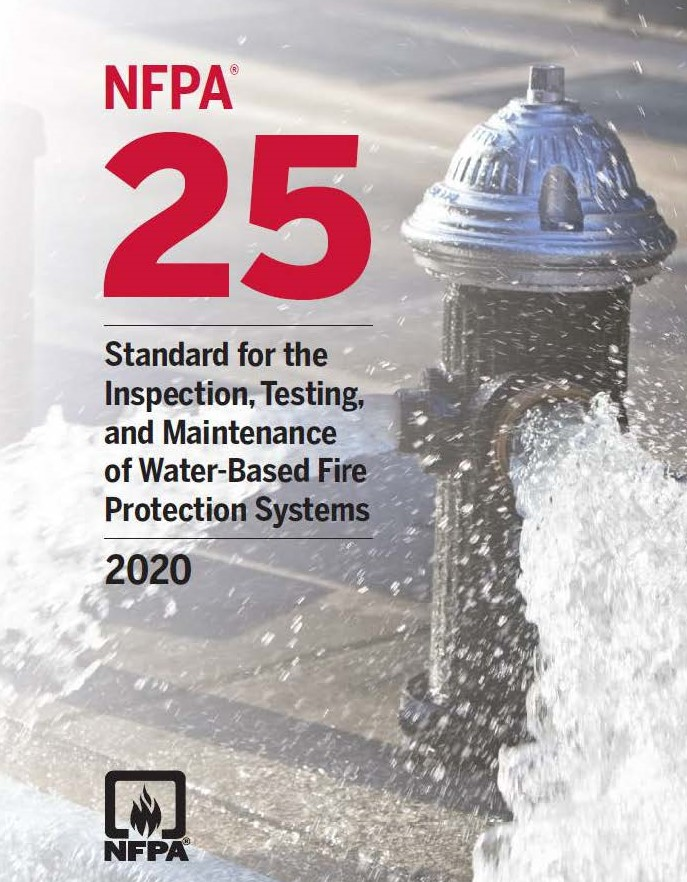 NFPA®
25
Standard for the
Inspection, Testing,
and Maintenance
of Water-Based Fire
Protection Systems
2020
NFPA®